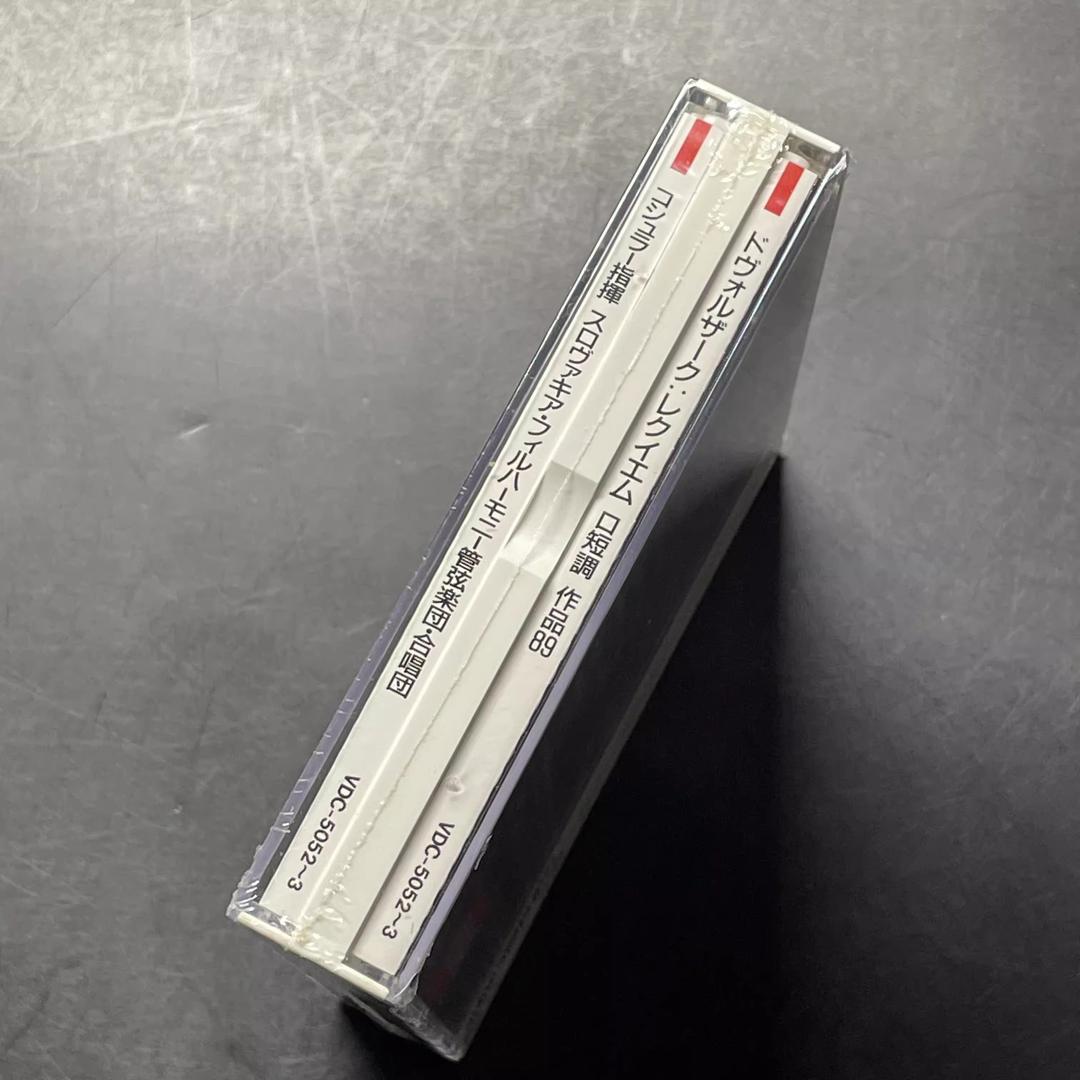 ドヴォルザーク:レクイエム ロ短調 作品89
VDC-5052~3
コシュラー指揮 スロヴァキア・フィルハーモニー管弦楽団・合唱団
VDC-5052~3